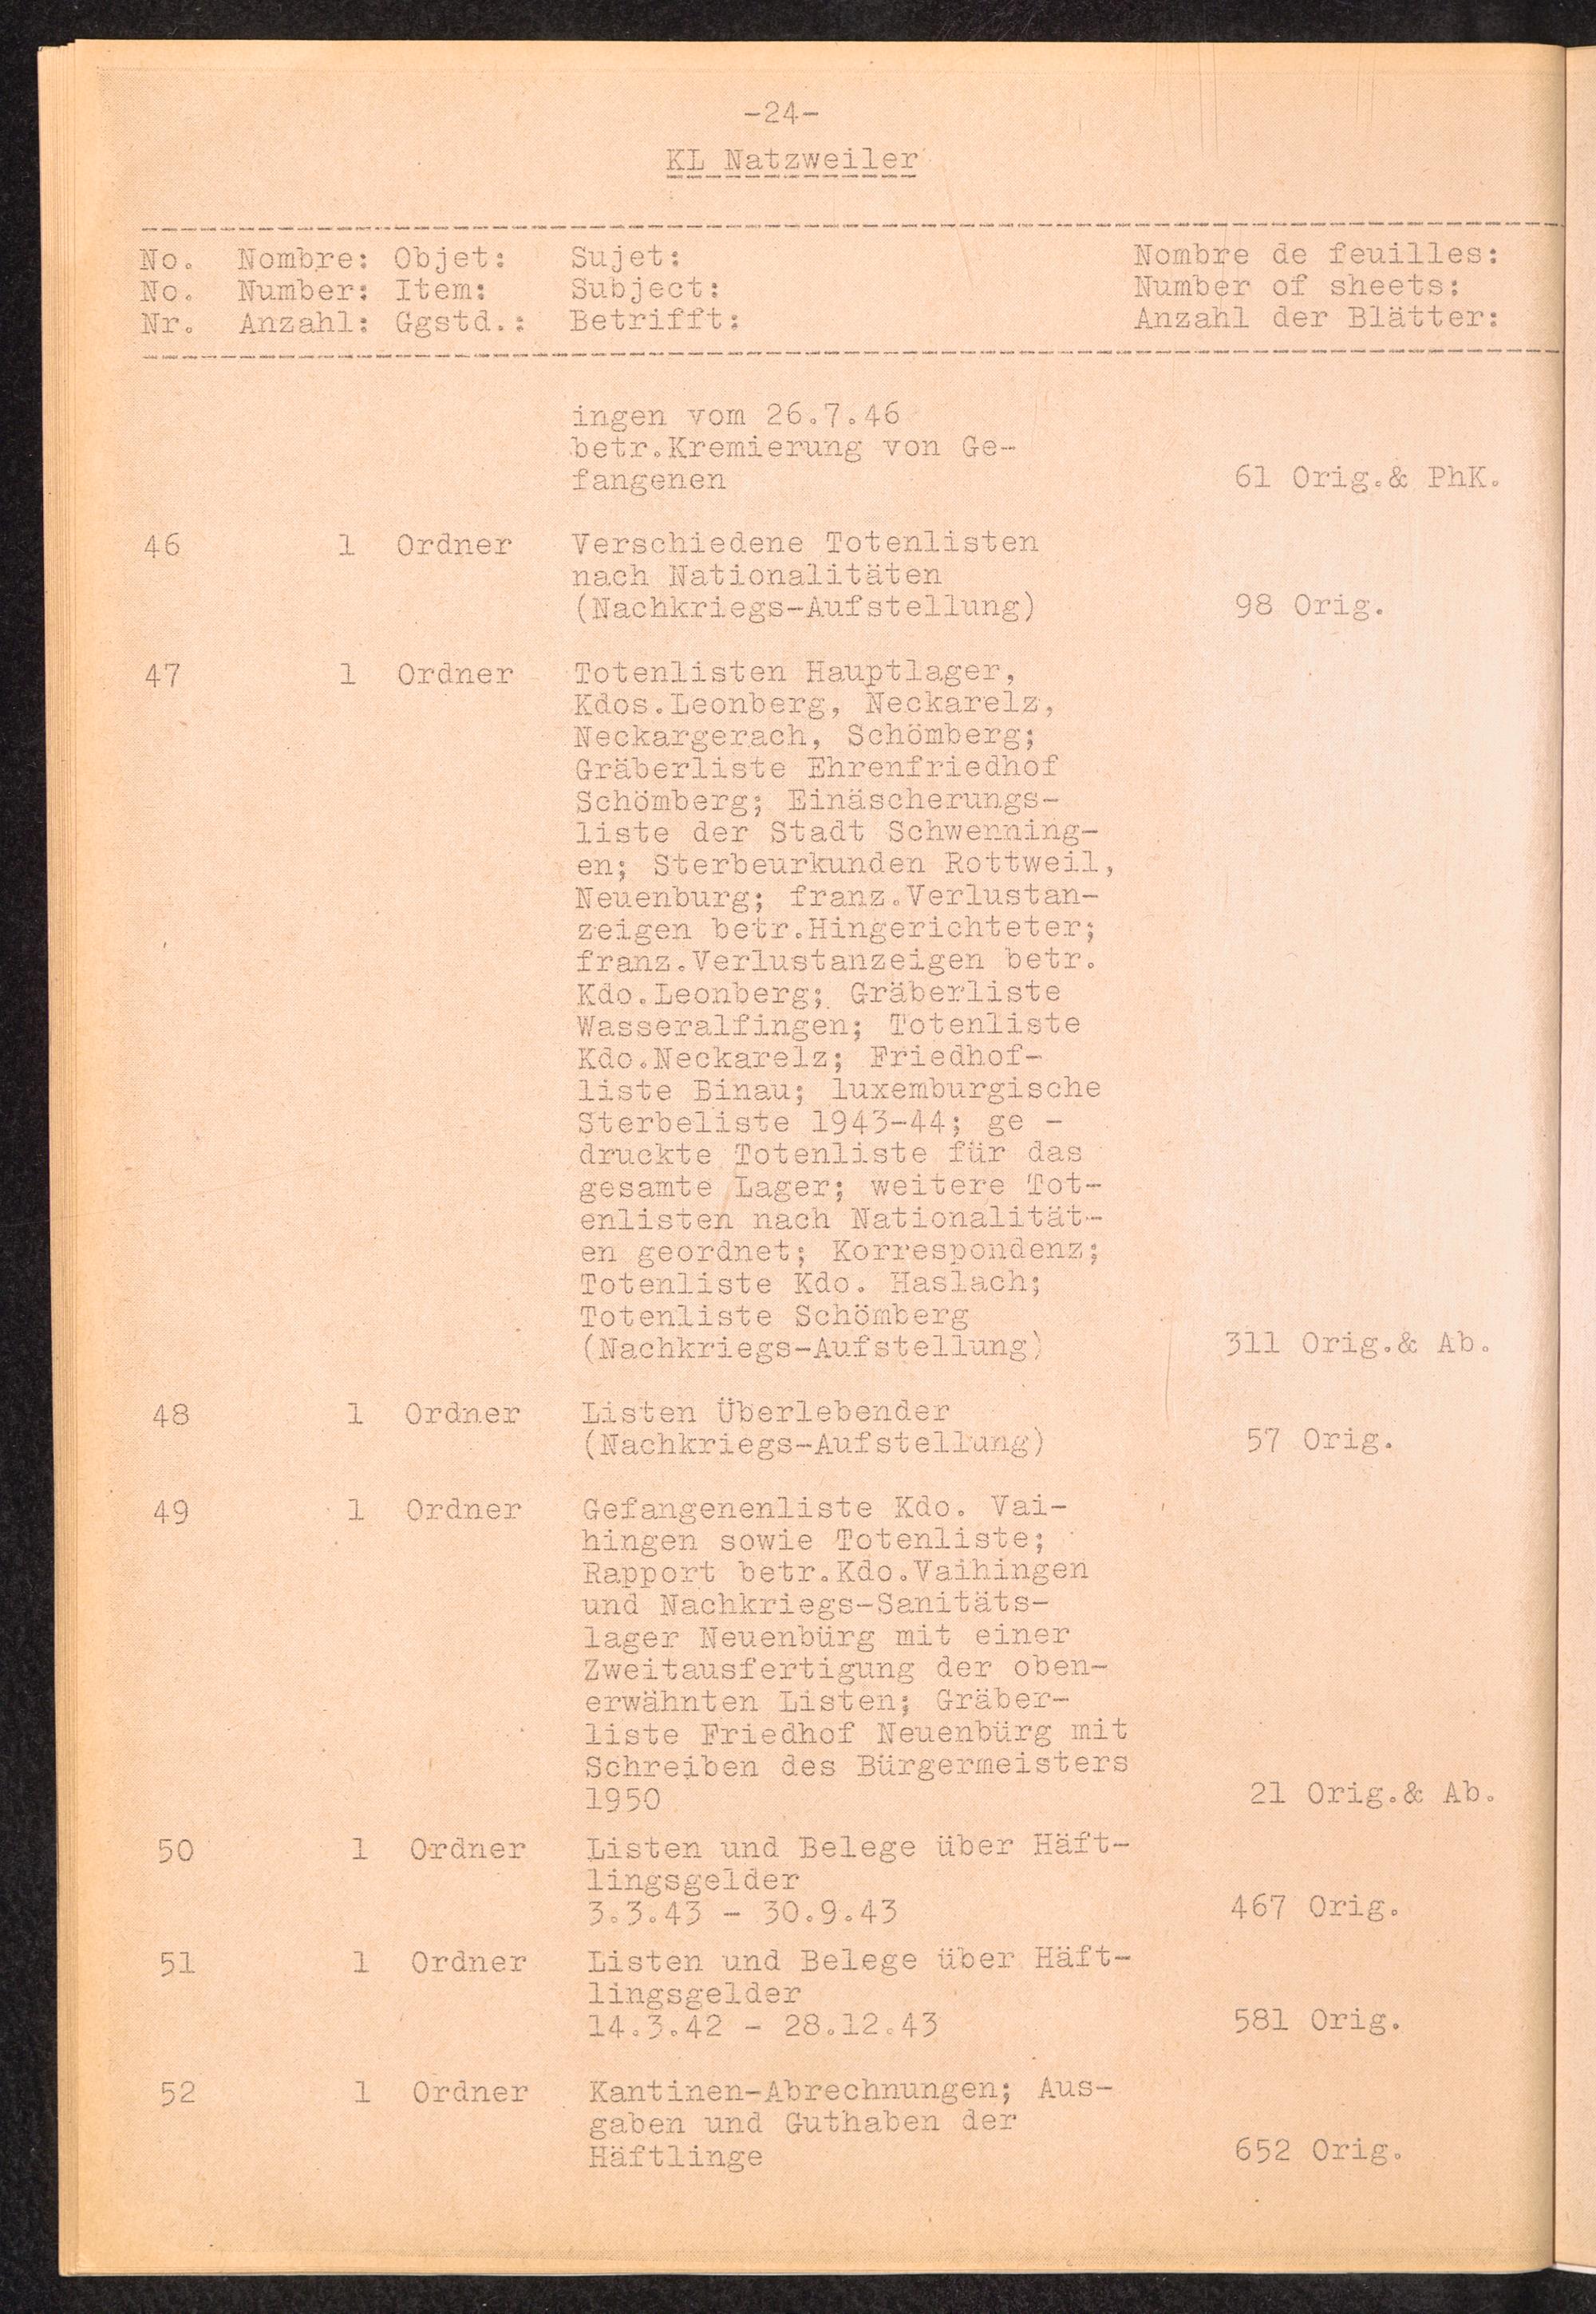 -24-
KL Natzweiler
No. Nombre: Objet: Sujet: Nombre de feuilles:
No. Number: Item: Subject: Number of sheets:
Nr. Anzahl: Ggstd.: Betrifft: Anzahl der Blätter:
ingen vom 26.7.46
betr.Kremierung von Ge-
fangenen 61 Orig.& PhK.
46 1 Ordner Verschiedene Totenlisten
nach Nationalitäten
(Nachkriegs-Aufstellung) 98 Orig.
47 1 Ordner Totenlisten Hauptlager,
Kdos.Leonberg, Neckarelz,
Neckargerach, Schömberg;
Gräberliste Ehrenfriedhof
Schömberg; Einäscherungs-
liste der Stadt Schwenning-
en; Sterbeurkunden Rottweil,
Neuenburg; franz.Verlustan-
zeigen betr.Hingerichteter;
franz.Verlustanzeigen betr.
Kdo.Leonberg; Gräberliste
Wasseralfingen; Totenliste
Kdo.Neckarelz; Friedhof-
liste Binau; luxemburgische
Sterbeliste 1943-44; ge -
druckte Totenliste für das
gesamte Lager; weitere Tot-
enlisten nach Nationalität-
en geordnet; Korrespondenz;
Totenliste Kdo. Haslach;
Totenliste Schömberg
(Nachkriegs-Aufstellung) 311 Orig.& Ab.
48 1 Ordner Listen Überlebender
(Nachkriegs-Aufstellung) 57 Orig.
49 1 Ordner Gefangenenliste Kdo. Vai-
hingen sowie Totenliste;
Rapport betr.Kdo.Vaihingen
und Nachkriegs-Sanitäts-
lager Neuenbürg mit einer
Zweitausfertigung der oben-
erwähnten Listen; Gräber-
liste Friedhof Neuenbürg mit
Schreiben des Bürgermeisters
1950 21 Orig.& Ab.
50 1 Ordner Listen und Belege über Häft-
lingsgelder
3.3.43 - 30.9.43 467 Orig.
51 1 Ordner Listen und Belege über Häft-
lingsgelder
14.3.42 - 28.12.43 581 Orig.
52 1 Ordner Kantinen-Abrechnungen; Aus-
gaben und Guthaben der
Häftlinge 652 Orig.